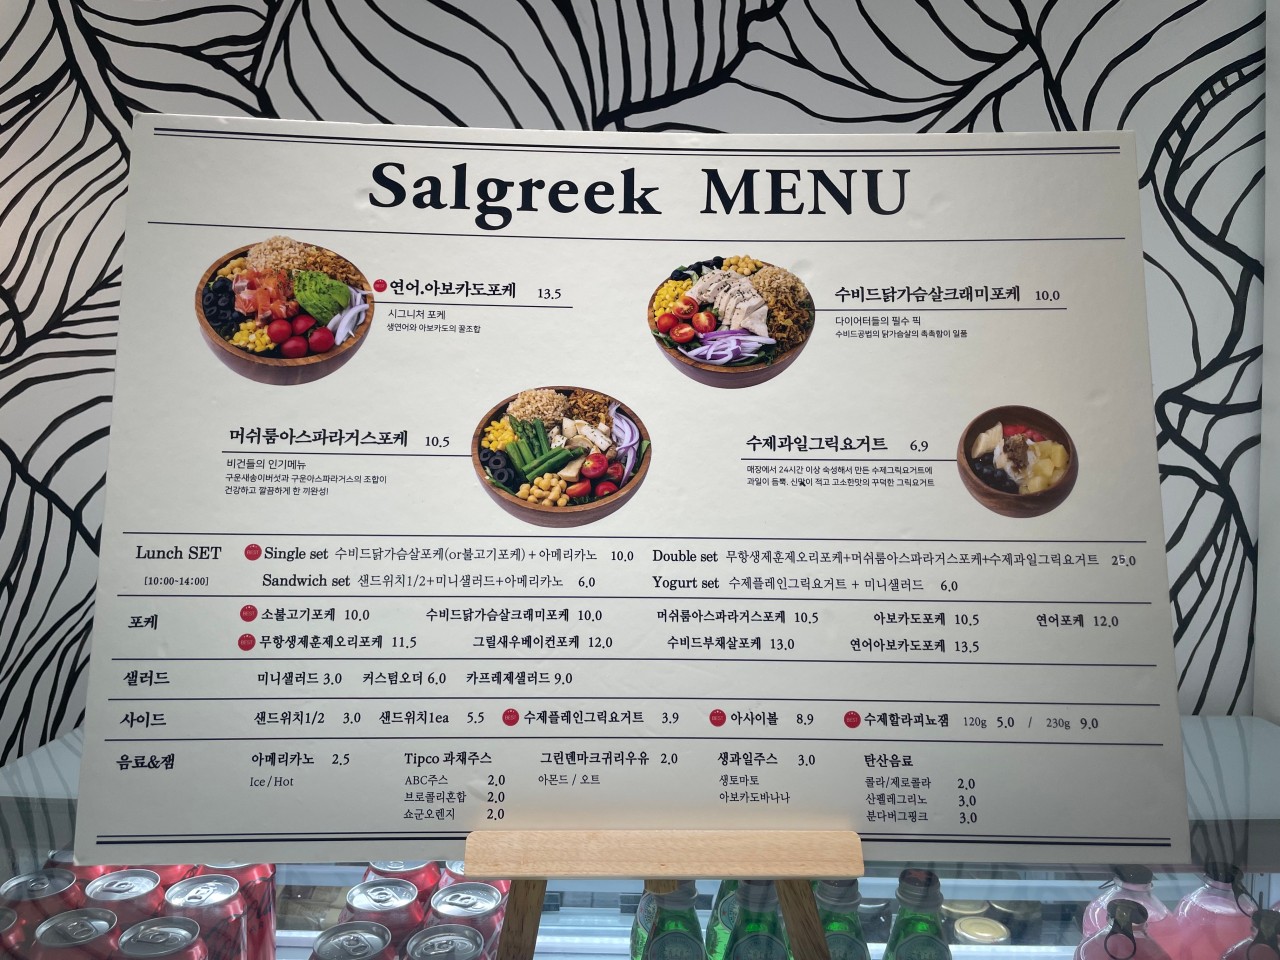 Salgreek MENU
BEST 연어.아보카도포케 13.5
시그니처 포케
생연어와 아보카도의 꿀조합
수비드닭가슴살크래미포케 10.0
다이어터들의 필수 픽
수비드공법의 닭가슴살의 촉촉함이 일품
머쉬룸아스파라거스포케 10.5
비건들의 인기메뉴
구운새송이버섯과 구운아스파라거스의 조합이
건강하고 깔끔하게 한 끼완성!
수제과일그릭요거트 6.9
매장에서 24시간 이상 숙성해서 만든 수제그릭요거트에
과일이 듬뿍. 신맛이 적고 고소한맛의 꾸덕한 그릭요거트
Lunch SET BEST Single set 수비드닭가슴살포케(or불고기포케) + 아메리카노 10.0 Double set 무항생제훈제오리포케+머쉬룸아스파라거스포케+수제과일그릭요거트 25.0
[10:00-14:00] Sandwich set 샌드위치1/2+미니샐러드+아메리카노 6.0 Yogurt set 수제플레인그릭요거트 + 미니샐러드 6.0
포케 BEST 소불고기포케 10.0 수비드닭가슴살크래미포케 10.0 머쉬룸아스파라거스포케 10.5 아보카도포케 10.5 연어포케 12.0
BEST 무항생제훈제오리포케 11.5 그릴새우베이컨포케 12.0 수비드부채살포케 13.0 연어아보카도포케 13.5
샐러드 미니샐러드 3.0 커스텀오더 6.0 카프레제샐러드 9.0
사이드 샌드위치1/2 3.0 샌드위치1ea 5.5 BEST 수제플레인그릭요거트 3.9 BEST 아사이볼 8.9 BEST 수제할라피뇨잼 120g 5.0 / 230g 9.0
음료&잼 아메리카노 2.5 Tipco 과채주스 그린덴마크귀리우유 2.0 생과일주스 3.0 탄산음료
Ice / Hot ABC주스 2.0 아몬드 / 오트 생토마토 콜라/제로콜라 2.0
브로콜리혼합 2.0 아보카도바나나 산펠레그리노 3.0
쇼군오렌지 2.0 분다버그핑크 3.0